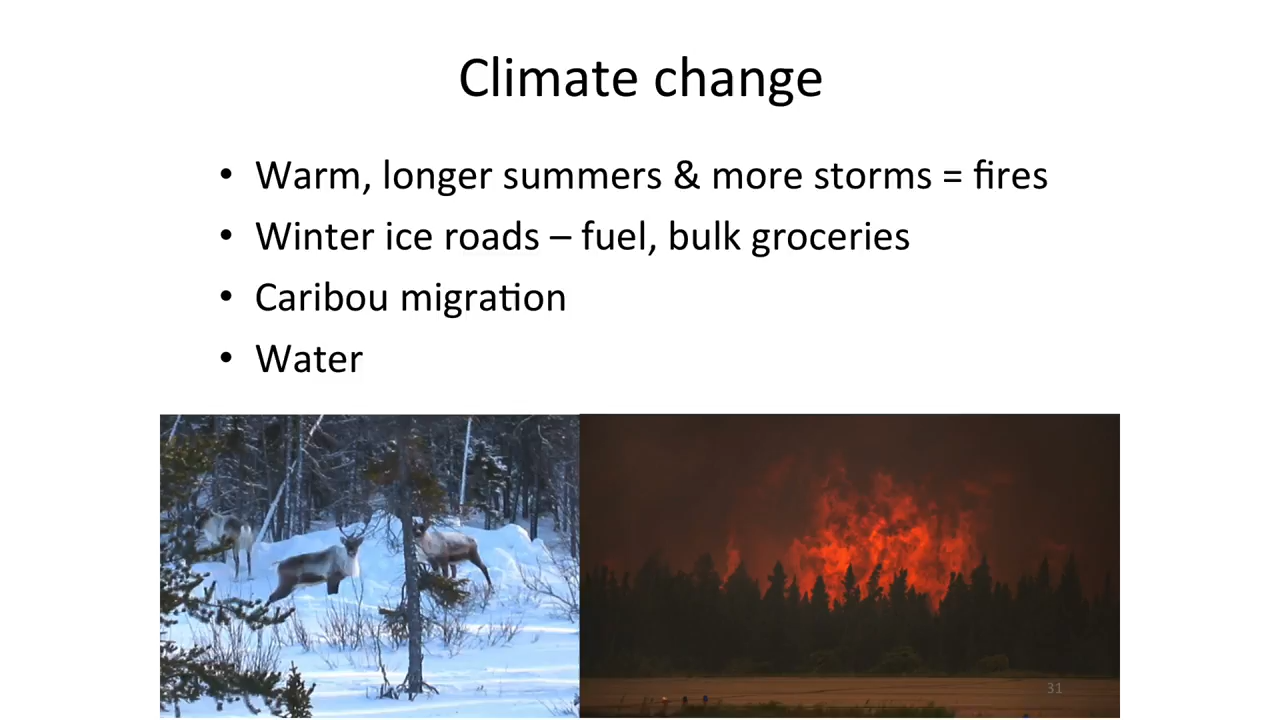 Climate change
• Warm, longer summers & more storms = fires
• Winter ice roads – fuel, bulk groceries
• Caribou migration
• Water
31